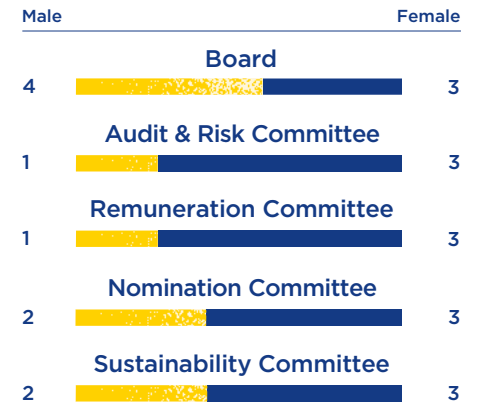 Male Female
Board
4 3
Audit & Risk Committee
1 3
Remuneration Committee
1 3
Nomination Committee
2 3
Sustainability Committee
2 3